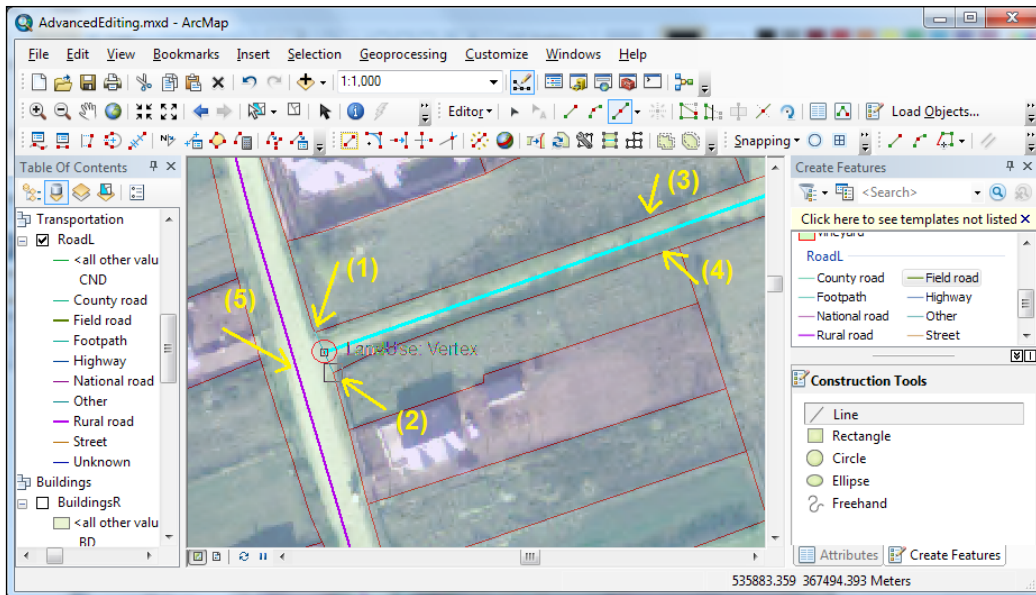 AdvancedEditing.mxd - ArcMap
File Edit View Bookmarks Insert Selection Geoprocessing Customize Windows Help
1:1,000
Editor Load Objects...
Snapping
Table Of Contents
Transportation
RoadL
<all other valu
CND
County road
Field road
Footpath
Highway
National road
Other
Rural road
Street
Unknown
Buildings
BuildingsR
<all other valu
BD
(1)
(2)
(3)
(4)
(5)
LandUse: Vertex
Create Features
<Search>
Click here to see templates not listed
Vineyard
RoadL
County road Field road
Footpath Highway
National road Other
Rural road Street
Construction Tools
Line
Rectangle
Circle
Ellipse
Freehand
Attributes Create Features
535883.359 367494.393 Meters